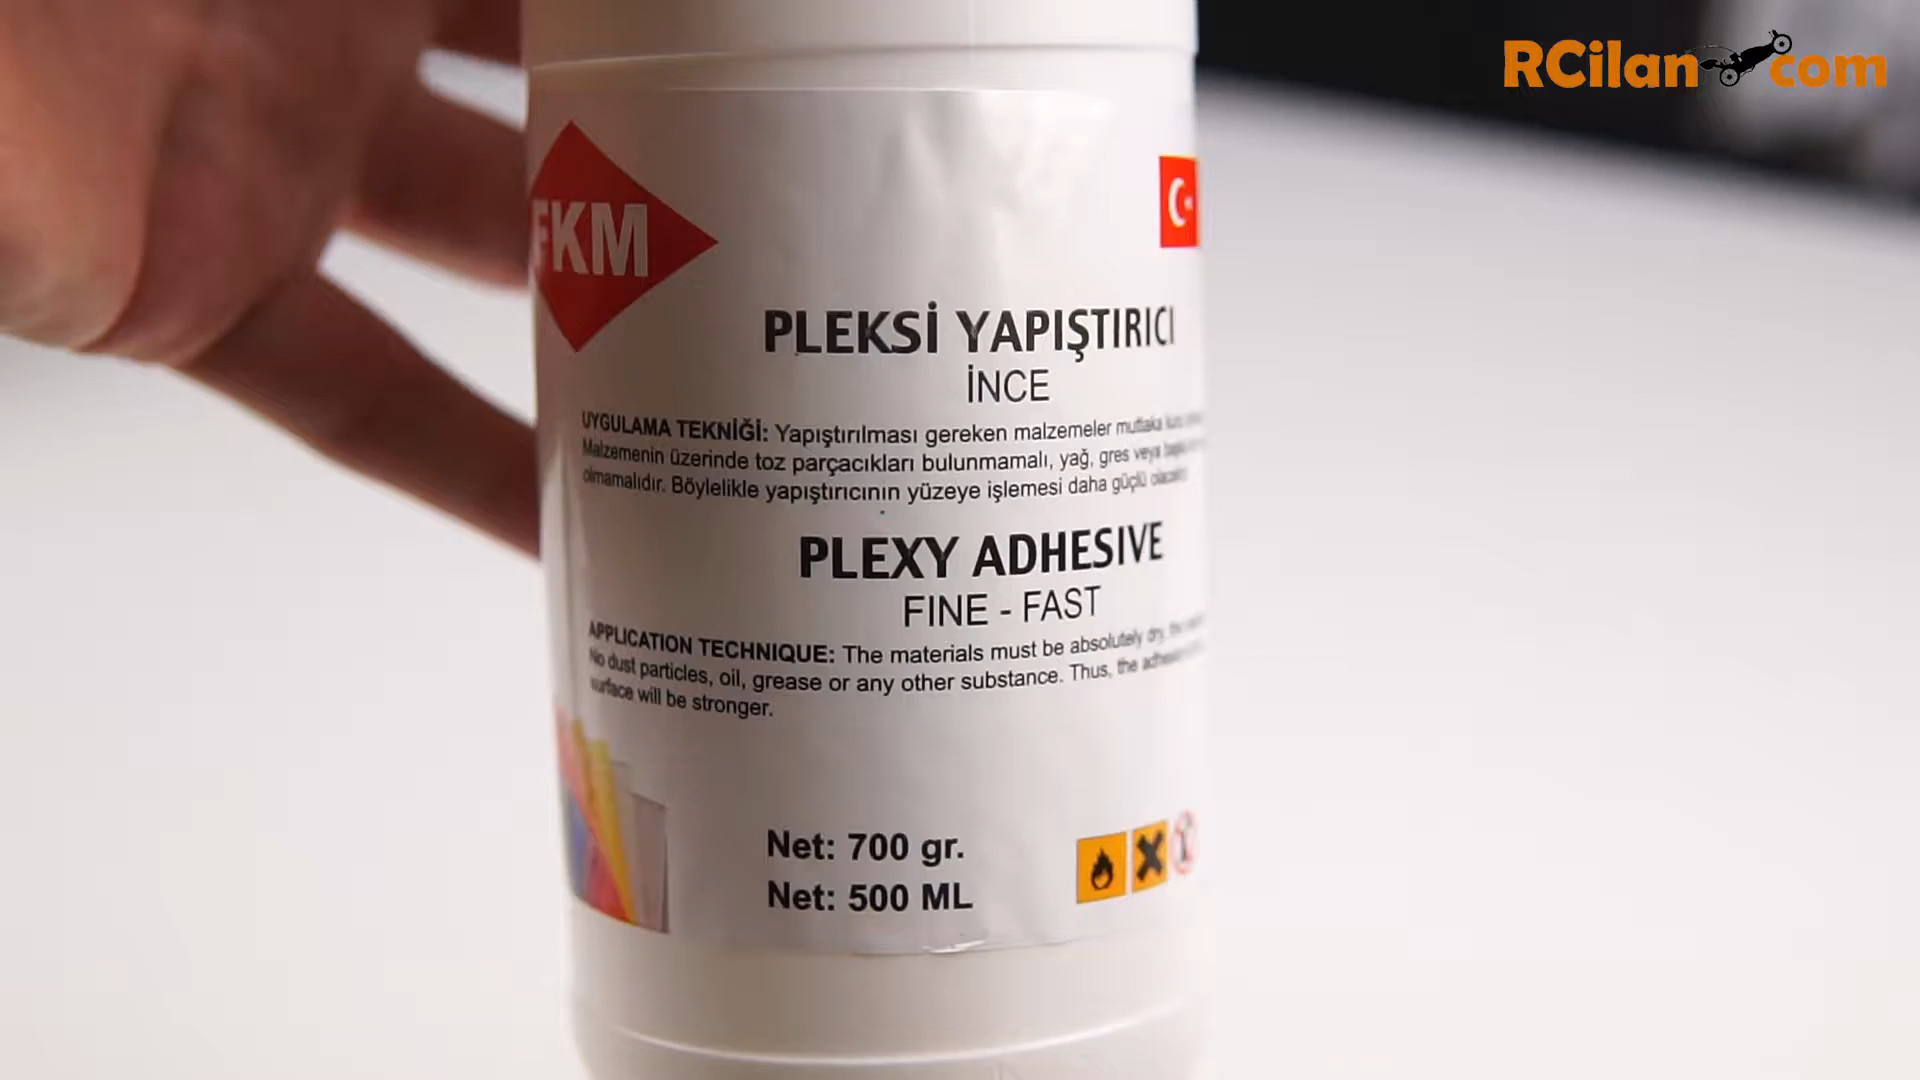 RCilan com
FKM
PLEKSİ YAPIŞTIRICI
İNCE
UYGULAMA TEKNİĞİ: Yapıştırılması gereken malzemeler mutlaka
Malzemenin üzerinde toz parçacıkları bulunmamalı, yağ, gres veya
olmamalıdır. Böylelikle yapıştırıcının yüzeye işlemesi daha güçlü olacaktır
PLEXY ADHESIVE
FINE - FAST
APPLICATION TECHNIQUE: The materials must be absolutely dry, the
No dust particles, oil, grease or any other substance. Thus, the
surface will be stronger.
Net: 700 gr.
Net: 500 ML